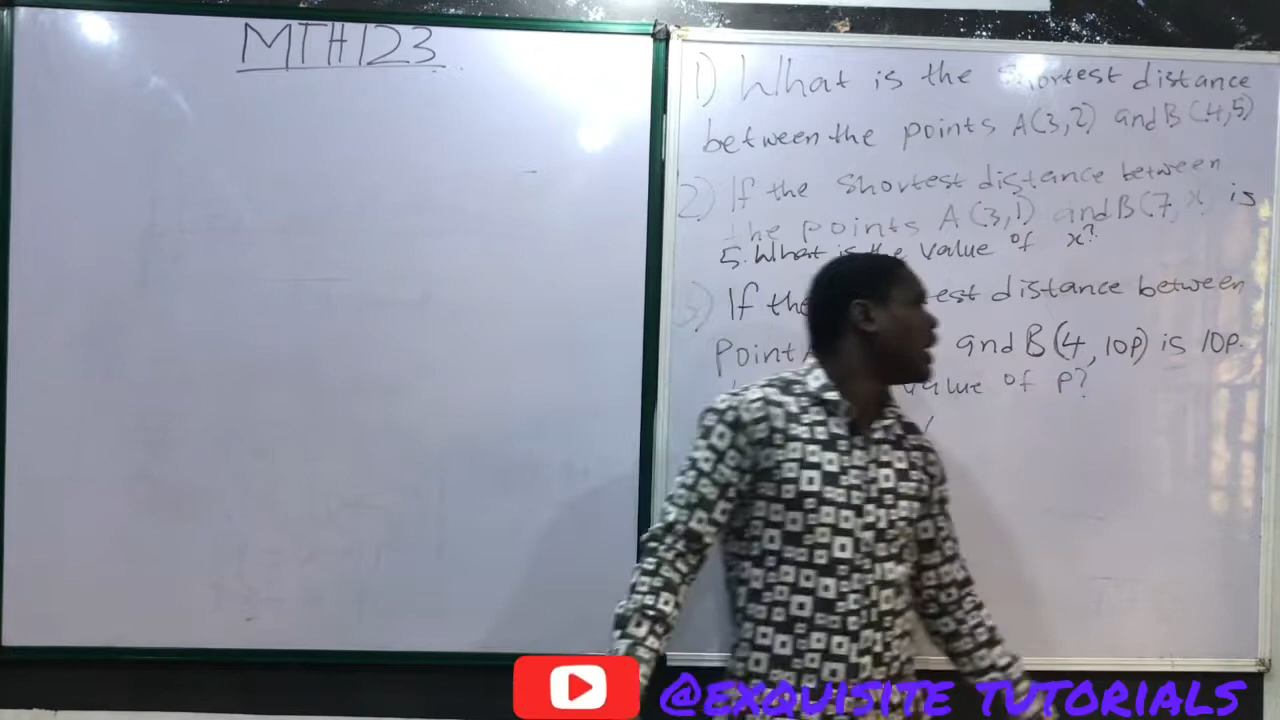 MTH123
1) What is the shortest distance
between the points A(3,2) and B(4,5)
2) If the shortest distance between
the points A(3,1) and B(7,x) is
5. What is the value of x?
3) If the est distance between
Point and B(4, 10p) is 10p.
value of p?
@EXQUISITE TUTORIALS